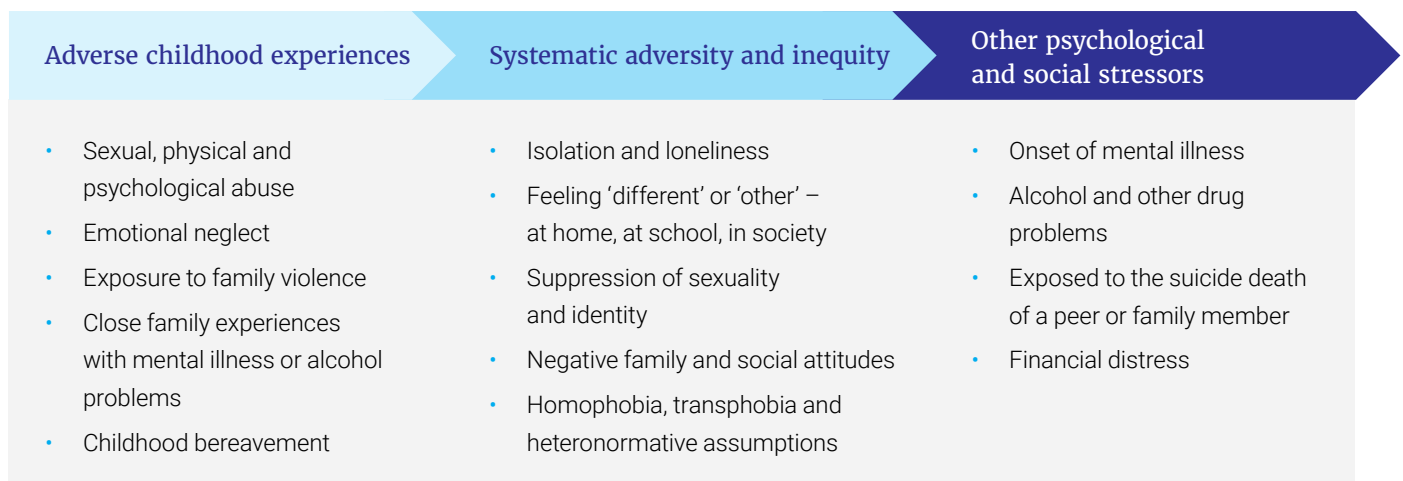 Adverse childhood experiences
• Sexual, physical and
psychological abuse
• Emotional neglect
• Exposure to family violence
• Close family experiences
with mental illness or alcohol
problems
• Childhood bereavement
Systematic adversity and inequity
• Isolation and loneliness
• Feeling ‘different’ or ‘other’ –
at home, at school, in society
• Suppression of sexuality
and identity
• Negative family and social attitudes
• Homophobia, transphobia and
heteronormative assumptions
Other psychological
and social stressors
• Onset of mental illness
• Alcohol and other drug
problems
• Exposed to the suicide death
of a peer or family member
• Financial distress